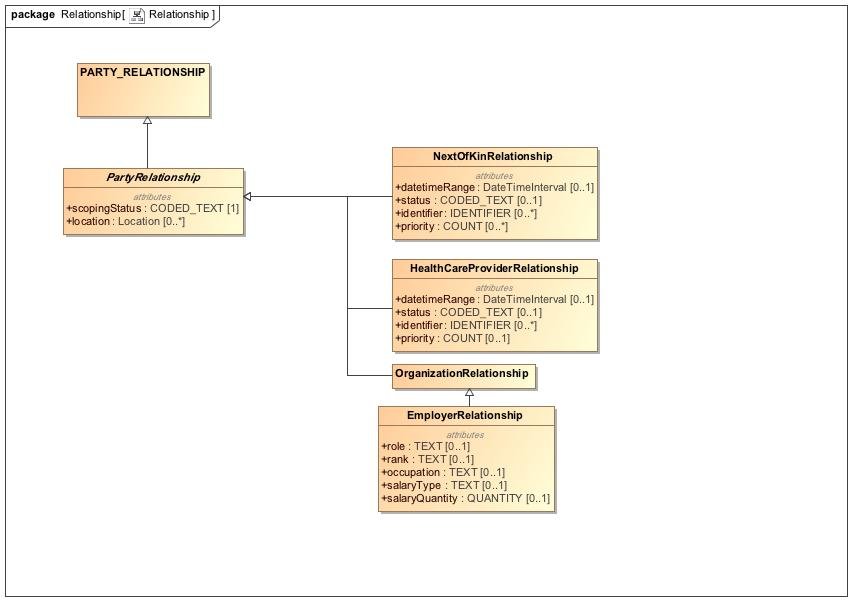 package Relationship[ Relationship ]
PARTY_RELATIONSHIP
PartyRelationship
attributes
+scopingStatus : CODED_TEXT [1]
+location : Location [0..*]
NextOfKinRelationship
attributes
+datetimeRange : DateTimeInterval [0..1]
+status : CODED_TEXT [0..1]
+identifier : IDENTIFIER [0..*]
+priority : COUNT [0..*]
HealthCareProviderRelationship
attributes
+datetimeRange : DateTimeInterval [0..1]
+status : CODED_TEXT [0..1]
+identifier : IDENTIFIER [0..*]
+priority : COUNT [0..1]
OrganizationRelationship
EmployerRelationship
attributes
+role : TEXT [0..1]
+rank : TEXT [0..1]
+occupation : TEXT [0..1]
+salaryType : TEXT [0..1]
+salaryQuantity : QUANTITY [0..1]